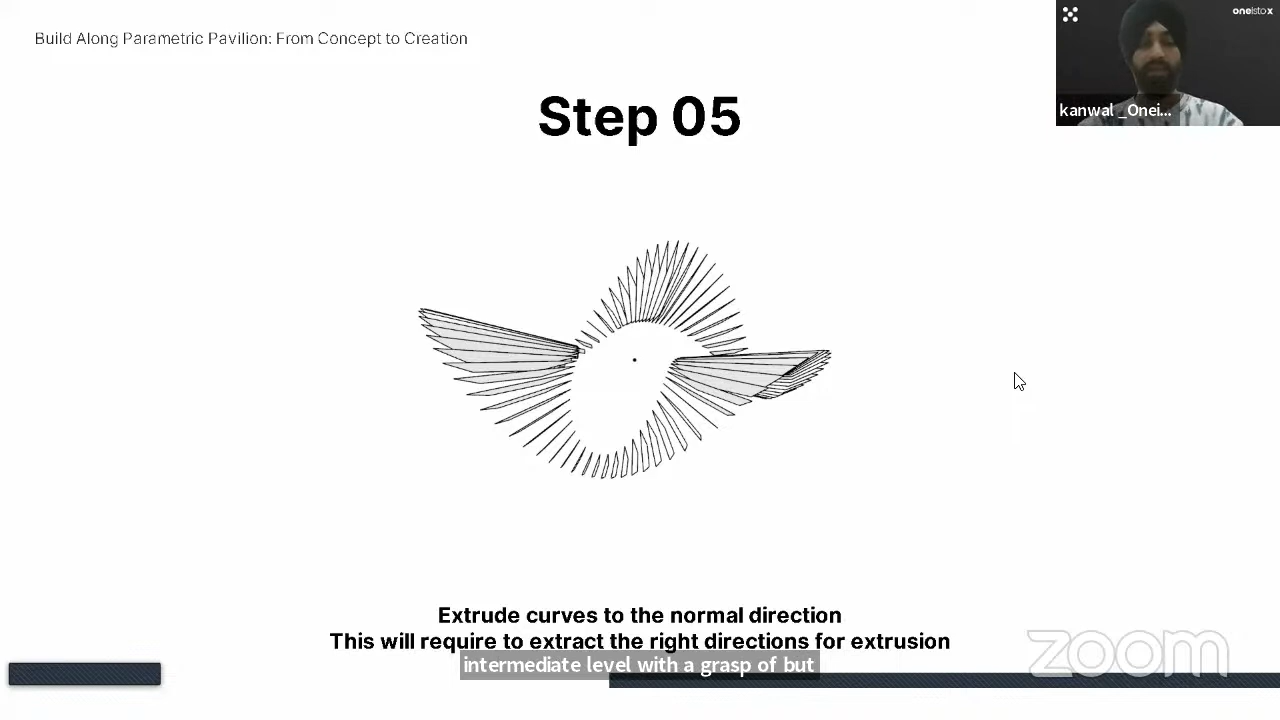 Build Along Parametric Pavilion: From Concept to Creation
oneistox
kanwal _Onei...
Step 05
Extrude curves to the normal direction
This will require to extract the right directions for extrusion
intermediate level with a grasp of but
zoom